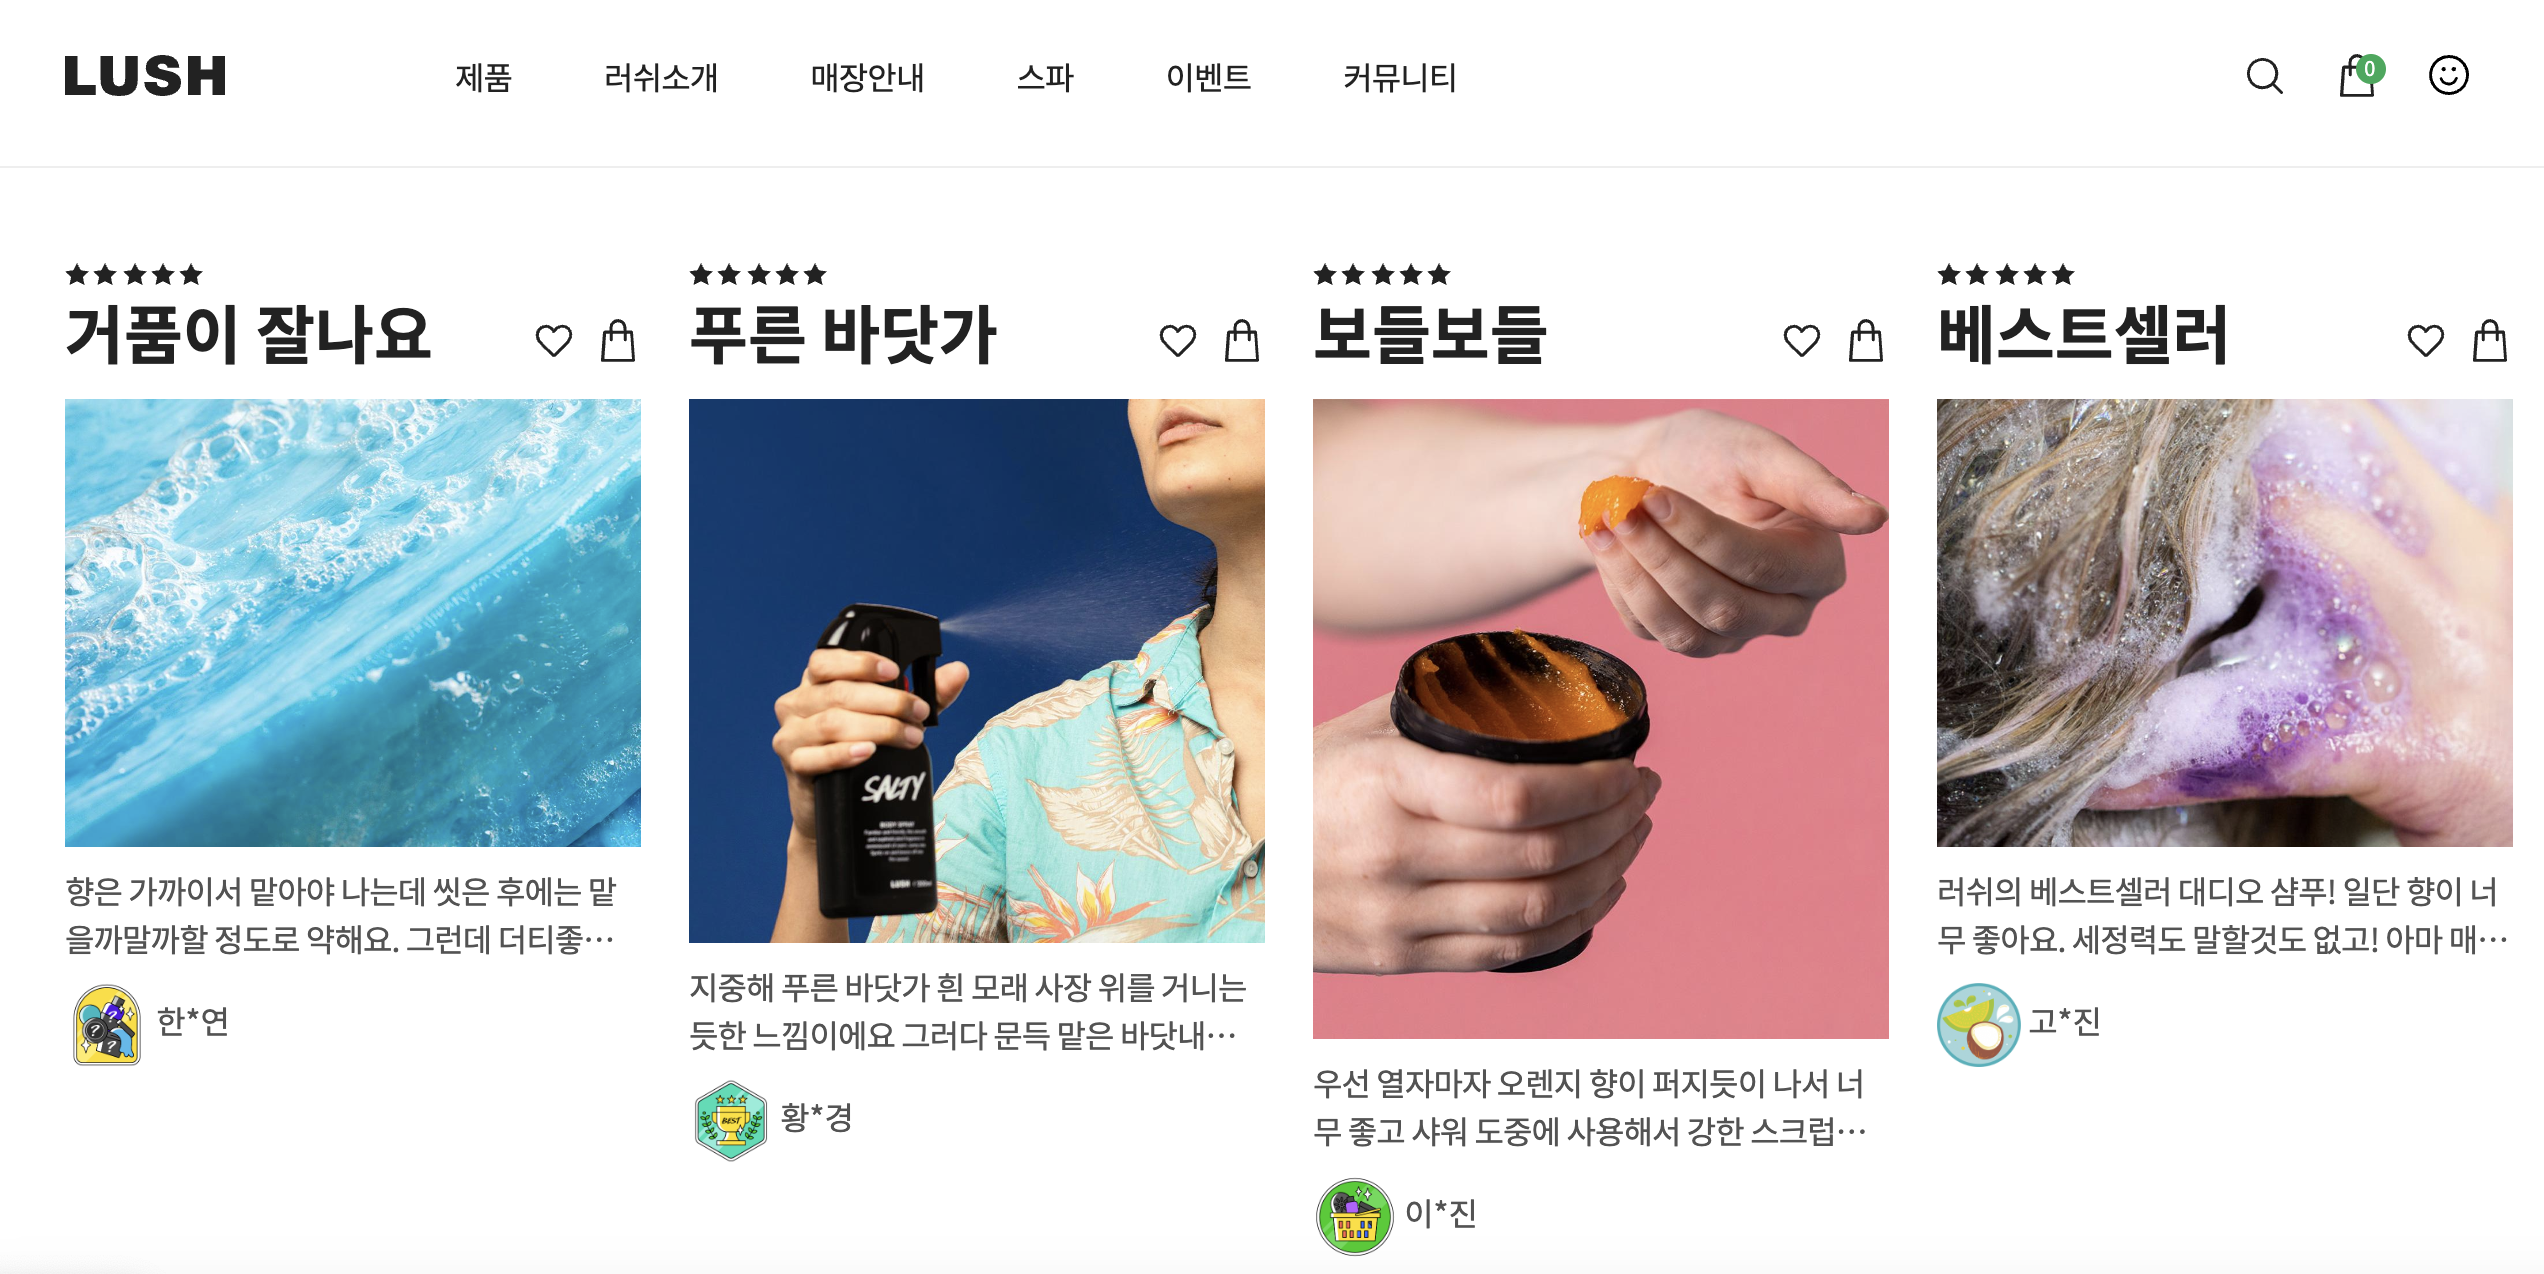 LUSH
제품
러쉬소개
매장안내
스파
이벤트
커뮤니티
0
거품이 잘나요
향은 가까이서 맡아야 나는데 씻은 후에는 맡
을까말까할 정도로 약해요. 그런데 더티좋…
한*연
푸른 바닷가
SALTY
BODY SPRAY
LUSH
지중해 푸른 바닷가 흰 모래 사장 위를 거니는
듯한 느낌이에요 그러다 문득 맡은 바닷내…
BEST
황*경
보들보들
우선 열자마자 오렌지 향이 퍼지듯이 나서 너
무 좋고 샤워 도중에 사용해서 강한 스크럽…
이*진
베스트셀러
러쉬의 베스트셀러 대디오 샴푸! 일단 향이 너
무 좋아요. 세정력도 말할것도 없고! 아마 매…
고*진